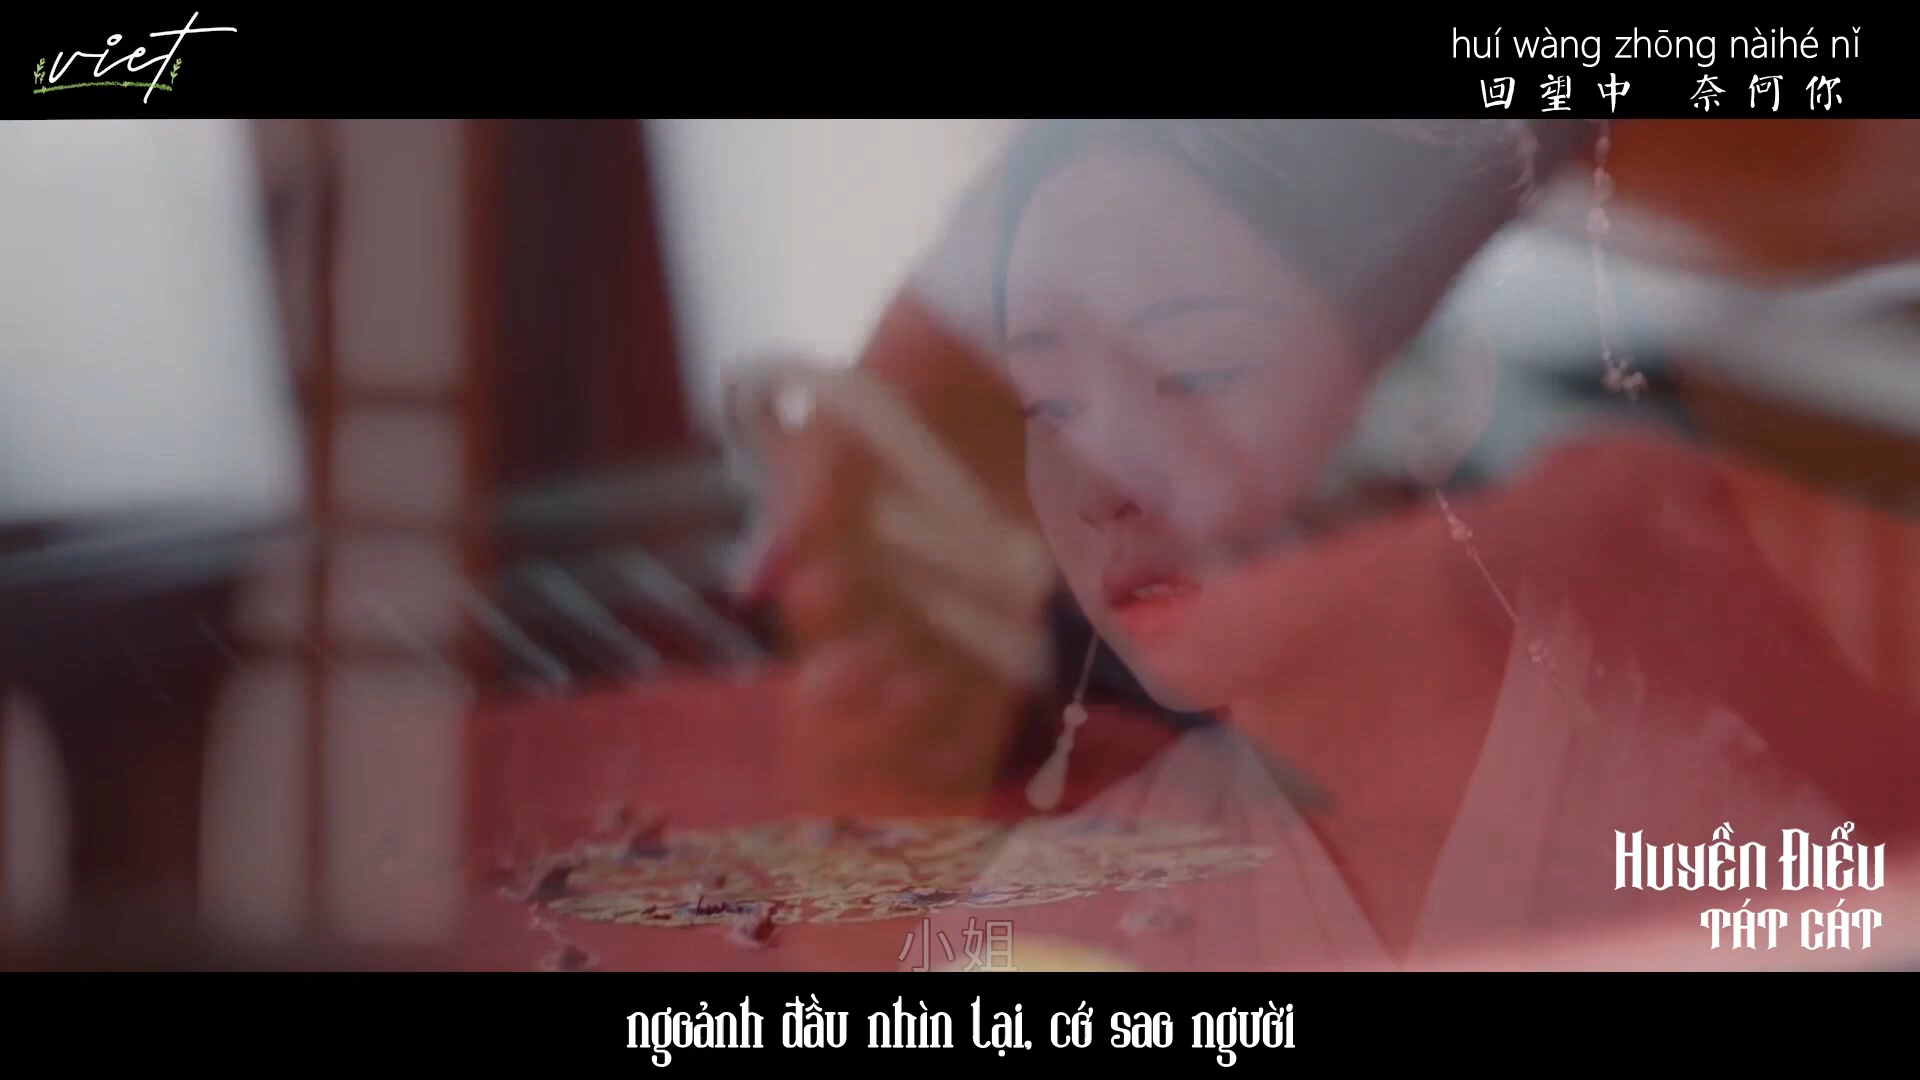 viet
huí wàng zhōng nàihé nǐ
回望中 奈何你
Huyền Điểu
Tát Cát
小姐
ngoảnh đầu nhìn lại, cớ sao người